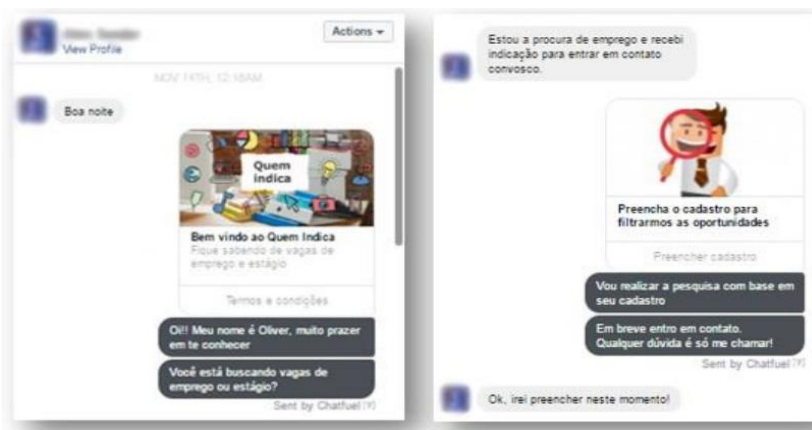 View Profile
Actions
NOV 14TH, 12:18AM
Boa noite
Quem
indica
Bem vindo ao Quem Indica
Fique sabendo de vagas de
emprego e estágio
Termos e condições
Oi!! Meu nome é Oliver, muito prazer
em te conhecer
Você está buscando vagas de
emprego ou estágio?
Sent by Chatfuel [?]
Estou a procura de emprego e recebi
indicação para entrar em contato
convosco.
Preencha o cadastro para
filtrarmos as oportunidades
Preencher cadastro
Vou realizar a pesquisa com base em
seu cadastro
Em breve entro em contato.
Qualquer dúvida é só me chamar!
Sent by Chatfuel [?]
Ok, irei preencher neste momento!